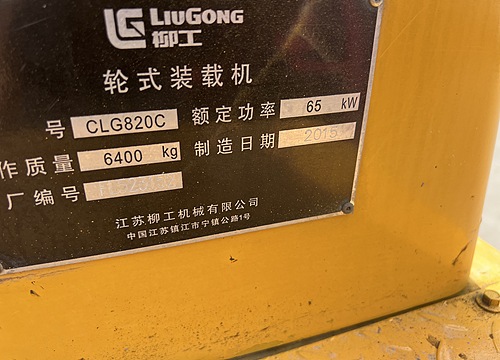 LG LIUGONG
柳工
轮式装载机
号 CLG820C 额定功率 65 kW
作质量 6400 kg 制造日期 2015
厂编号
江苏柳工机械有限公司
中国江苏镇江市宁镇公路1号